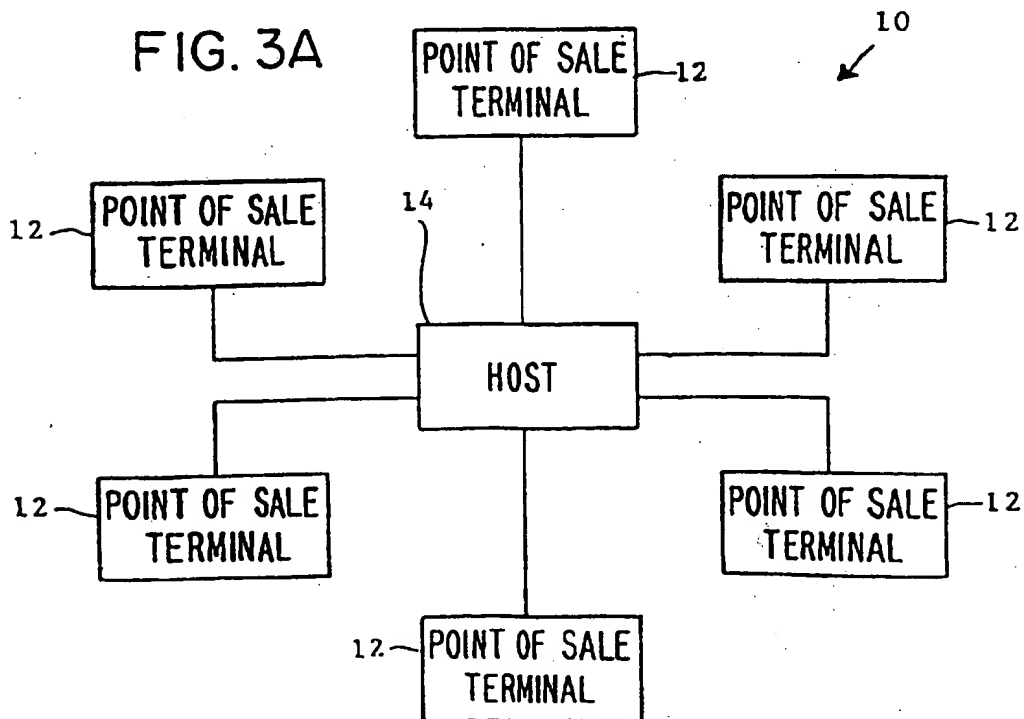 FIG. 3A
10
POINT OF SALE
TERMINAL
12
12
POINT OF SALE
TERMINAL
14
POINT OF SALE
TERMINAL
12
HOST
12
POINT OF SALE
TERMINAL
POINT OF SALE
TERMINAL
12
12
POINT OF SALE
TERMINAL